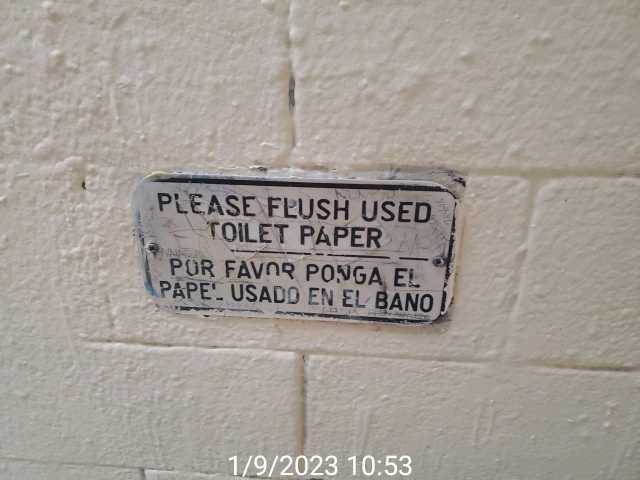 PLEASE FLUSH USED
TOILET PAPER
POR FAVOR PONGA EL
PAPEL USADO EN EL BANO
1/9/2023 10:53